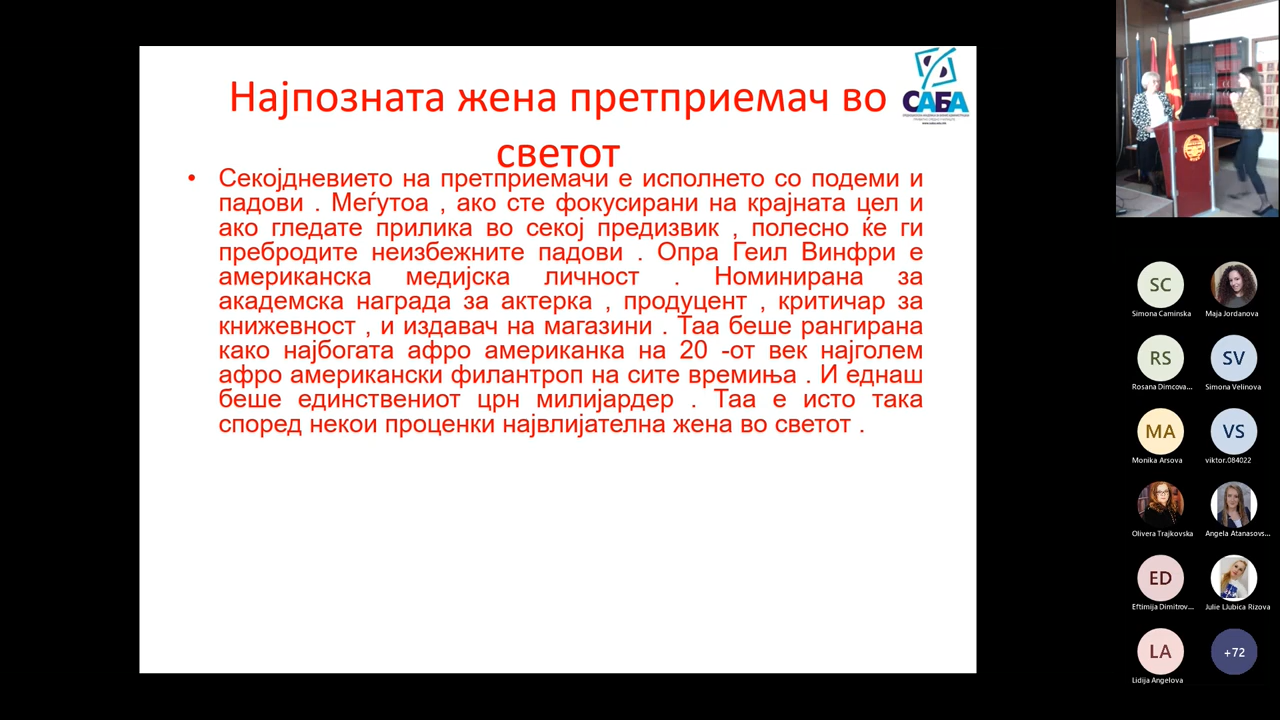 Најпозната жена претприемач во
светот
САБА
• Секојдневието на претприемачи е исполнето со подеми и
падови . Меѓутоа , ако сте фокусирани на крајната цел и
ако гледате прилика во секој предизвик , полесно ќе ги
пребродите неизбежните падови . Опра Геил Винфри е
американска медијска личност . Номинирана за
академска награда за актерка , продуцент , критичар за
книжевност , и издавач на магазини . Таа беше рангирана
како најбогата афро американка на 20 -от век најголем
афро американски филантроп на сите времиња . И еднаш
беше единствениот црн милијардер . Таа е исто така
според некои проценки највлијателна жена во светот .
SC
Simona Caminska
Maja Jordanova
RS
Rosana Dimcova...
SV
Simona Velinova
MA
Monika Arsova
VS
viktor.084022
Olivera Trajkovska
Angela Atanasovs...
ED
Eftimija Dimitrov...
Julie LJubica Rizova
LA
Lidija Angelova
+72